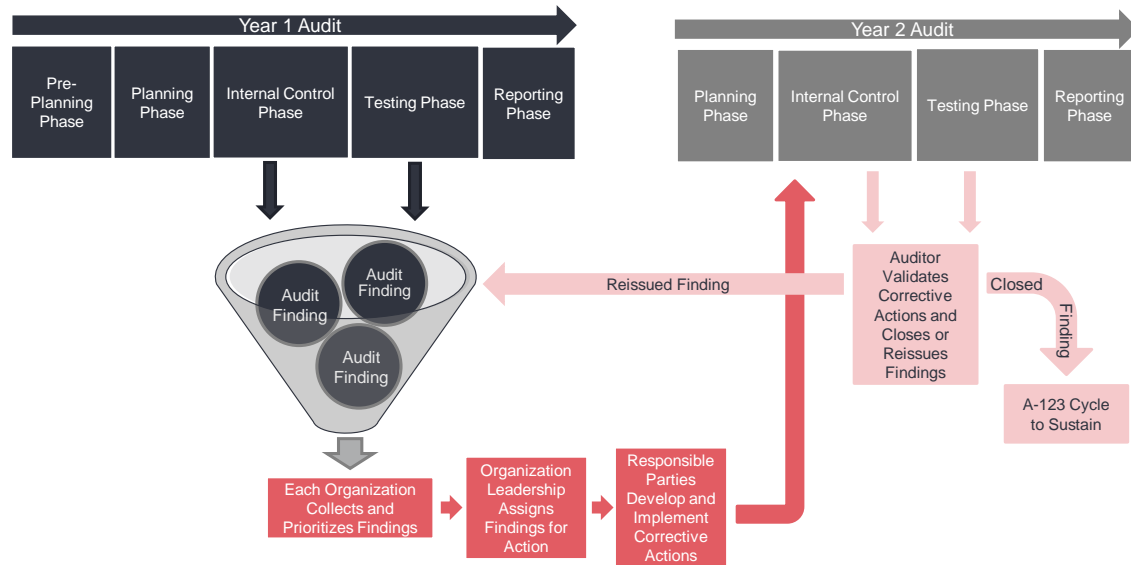 Year 1 Audit
Pre-
Planning
Phase
Planning
Phase
Internal Control
Phase
Testing Phase
Reporting
Phase
Year 2 Audit
Planning
Phase
Internal Control
Phase
Testing Phase
Reporting
Phase
Audit
Finding
Audit
Finding
Audit
Finding
Reissued Finding
Auditor
Validates
Corrective
Actions and
Closes or
Reissues
Findings
Closed
Finding
A-123 Cycle
to Sustain
Each Organization
Collects and
Prioritizes Findings
Organization
Leadership
Assigns
Findings for
Action
Responsible
Parties
Develop and
Implement
Corrective
Actions